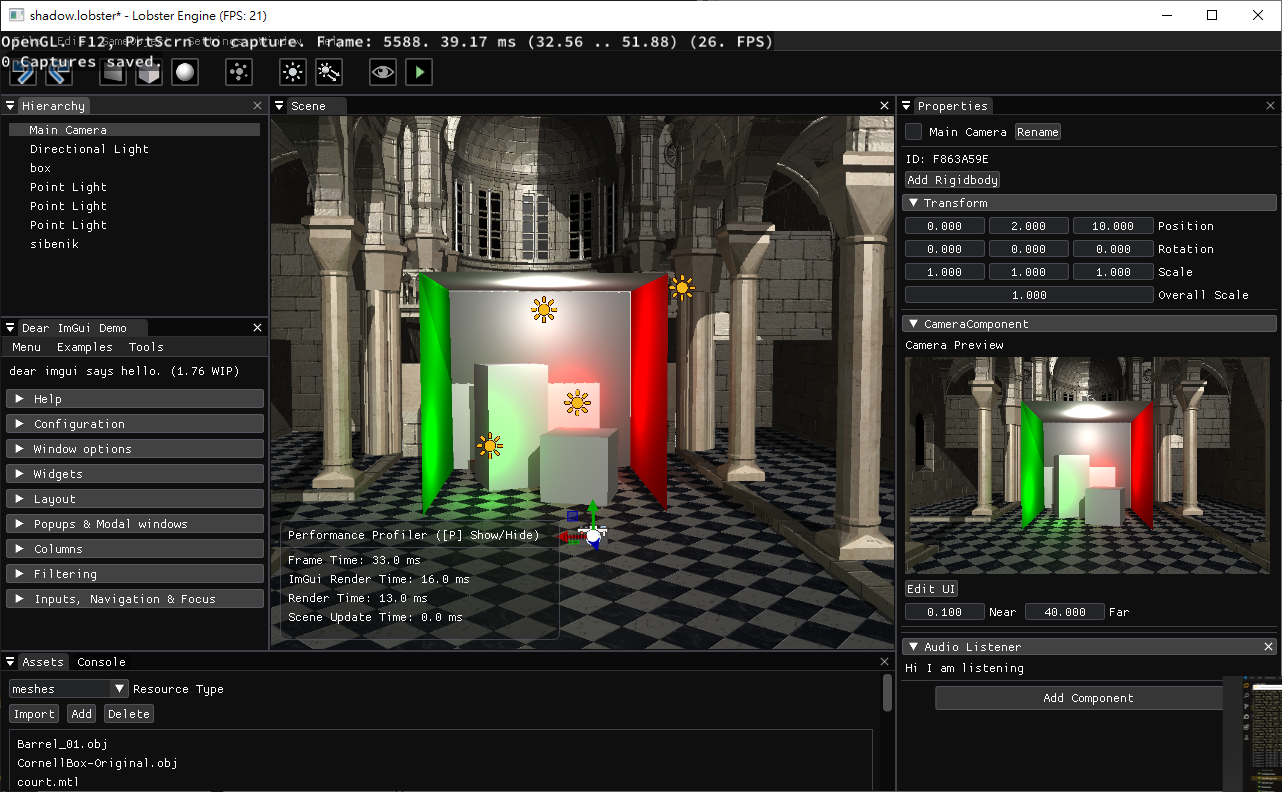 shadow.lobster* - Lobster Engine (FPS: 21)
OpenGL. F12, PrtScrn to capture. Frame: 5588. 39.17 ms (32.56 .. 51.88) (26. FPS)
0 Captures saved.
Hierarchy
Main Camera
Directional Light
box
Point Light
Point Light
Point Light
sibenik
Dear ImGui Demo
Menu Examples Tools
dear imgui says hello. (1.76 WIP)
Help
Configuration
Window options
Widgets
Layout
Popups & Modal windows
Columns
Filtering
Inputs, Navigation & Focus
Scene
Performance Profiler ([P] Show/Hide)
Frame Time: 33.0 ms
ImGui Render Time: 16.0 ms
Render Time: 13.0 ms
Scene Update Time: 0.0 ms
Properties
Main Camera Rename
ID: F863A59E
Add Rigidbody
Transform
0.000 2.000 10.000 Position
0.000 0.000 0.000 Rotation
1.000 1.000 1.000 Scale
1.000 Overall Scale
CameraComponent
Camera Preview
Edit UI
0.100 Near 40.000 Far
Audio Listener
Hi I am listening
Add Component
Assets Console
meshes Resource Type
Import Add Delete
Barrel_01.obj
CornellBox-Original.obj
court.mtl